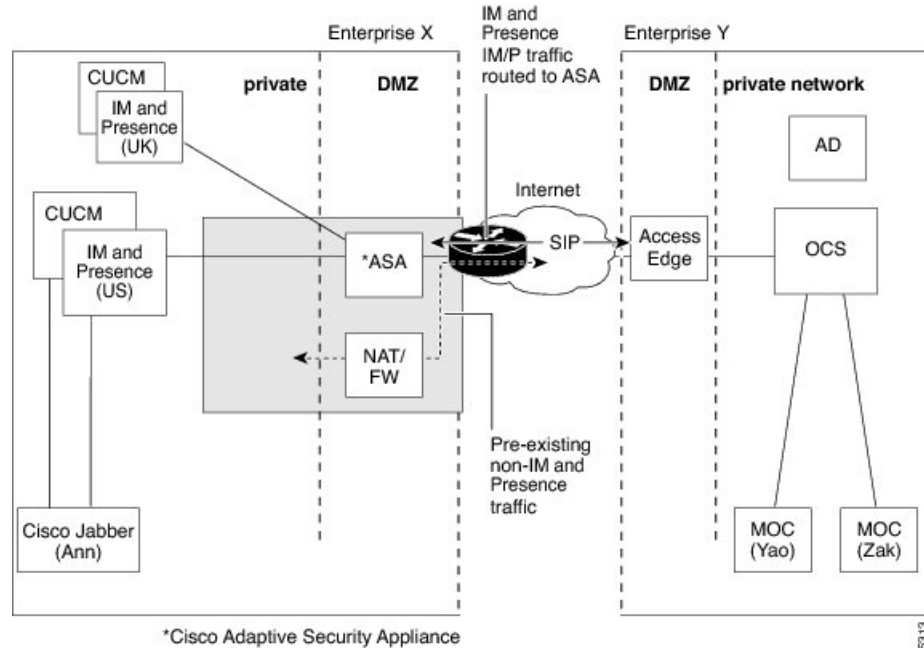 IM and
Presence
IM/P traffic
routed to ASA
Enterprise X
Enterprise Y
private
DMZ
DMZ
private network
CUCM
IM and
Presence
(UK)
AD
Internet
CUCM
IM and
Presence
(US)
*ASA
SIP
Access
Edge
OCS
NAT/
FW
Pre-existing
non-IM and
Presence
traffic
Cisco Jabber
(Ann)
MOC
(Yao)
MOC
(Zak)
*Cisco Adaptive Security Appliance